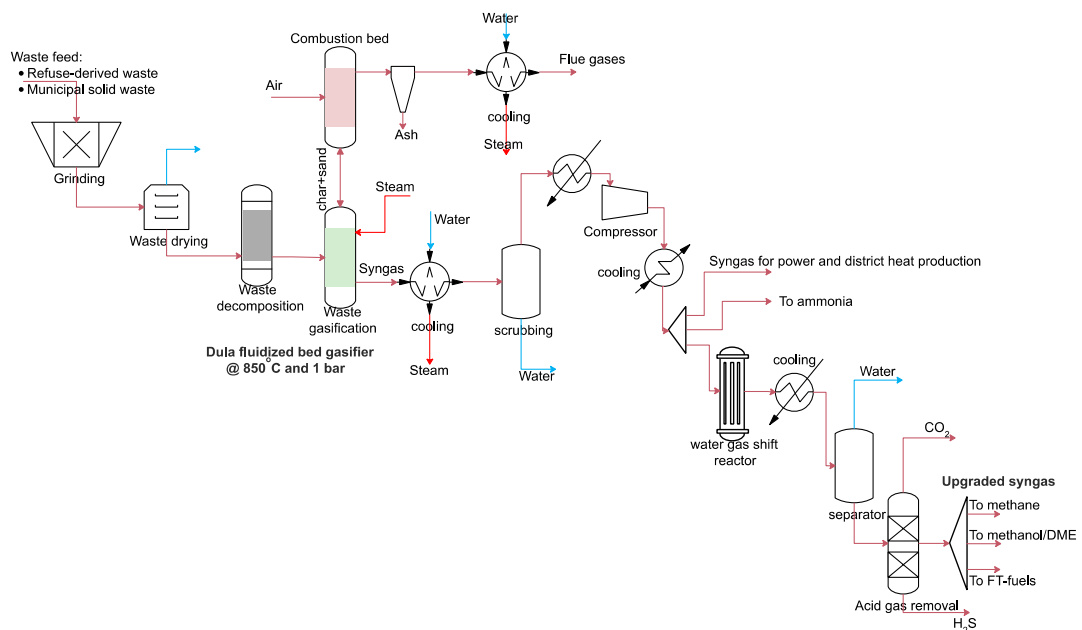 Waste feed:
• Refuse-derived waste
• Municipal solid waste
Grinding
Waste drying
Waste
decomposition
Combustion bed
Air
Ash
Water
Flue gases
cooling
Steam
char+sand
Steam
Syngas
Waste
gasification
Dula fluidized bed gasifier
@ 850°C and 1 bar
Water
cooling
Steam
scrubbing
Water
Compressor
cooling
Syngas for power and district heat production
To ammonia
water gas shift
reactor
cooling
Water
separator
CO₂
Acid gas removal
H₂S
Upgraded syngas
To methane
To methanol/DME
To FT-fuels